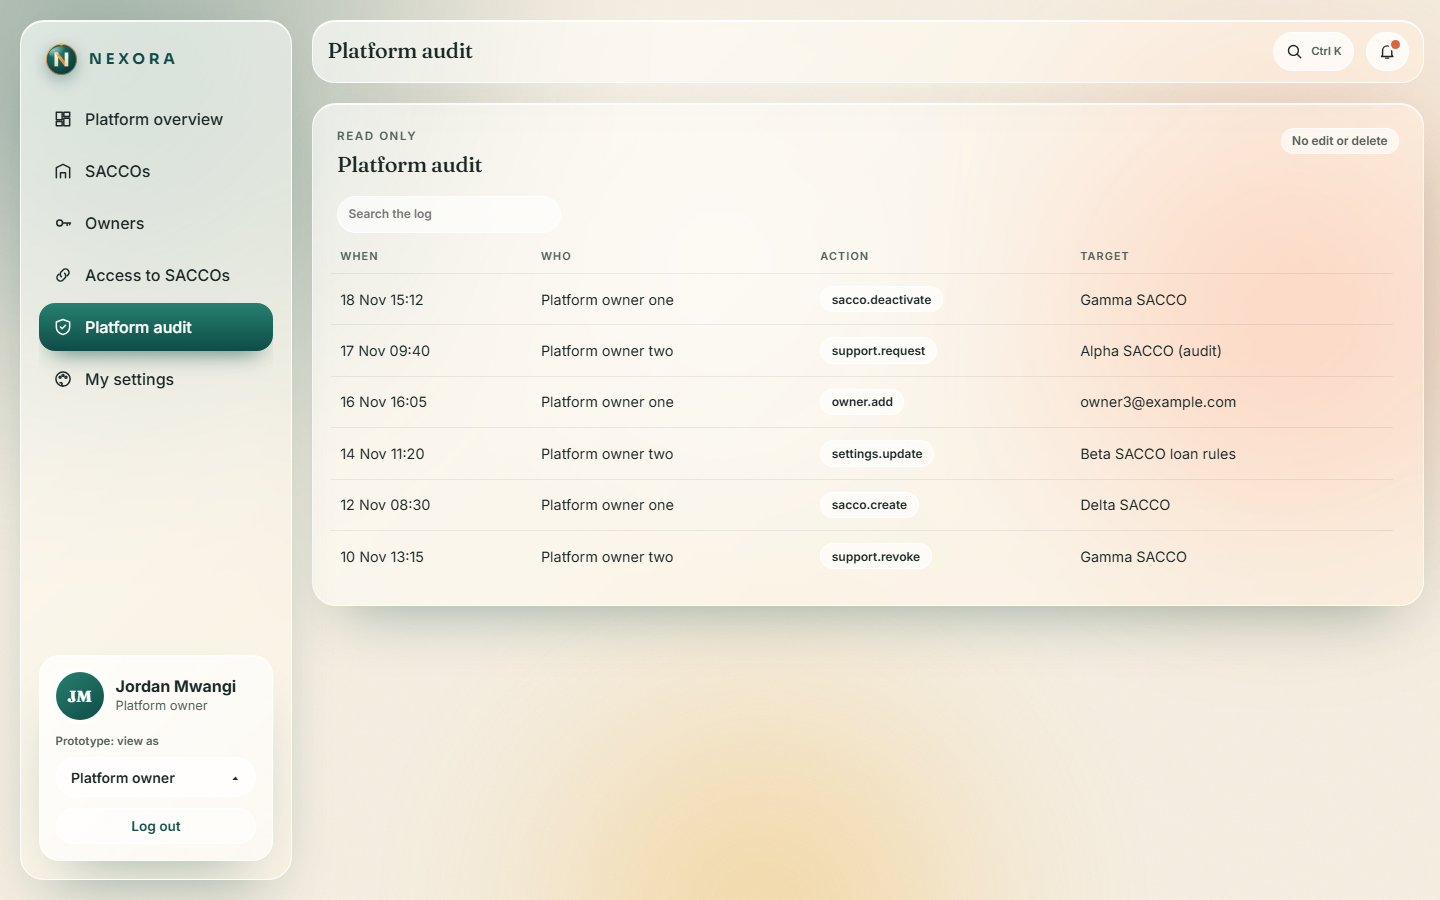 NEXORA
Platform overview
SACCOs
Owners
Access to SACCOs
Platform audit
My settings
JM
Jordan Mwangi
Platform owner
Prototype: view as
Platform owner
Log out
Platform audit
Ctrl K
READ ONLY
Platform audit
No edit or delete
Search the log
WHEN WHO ACTION TARGET
18 Nov 15:12 Platform owner one sacco.deactivate Gamma SACCO
17 Nov 09:40 Platform owner two support.request Alpha SACCO (audit)
16 Nov 16:05 Platform owner one owner.add owner3@example.com
14 Nov 11:20 Platform owner two settings.update Beta SACCO loan rules
12 Nov 08:30 Platform owner one sacco.create Delta SACCO
10 Nov 13:15 Platform owner two support.revoke Gamma SACCO